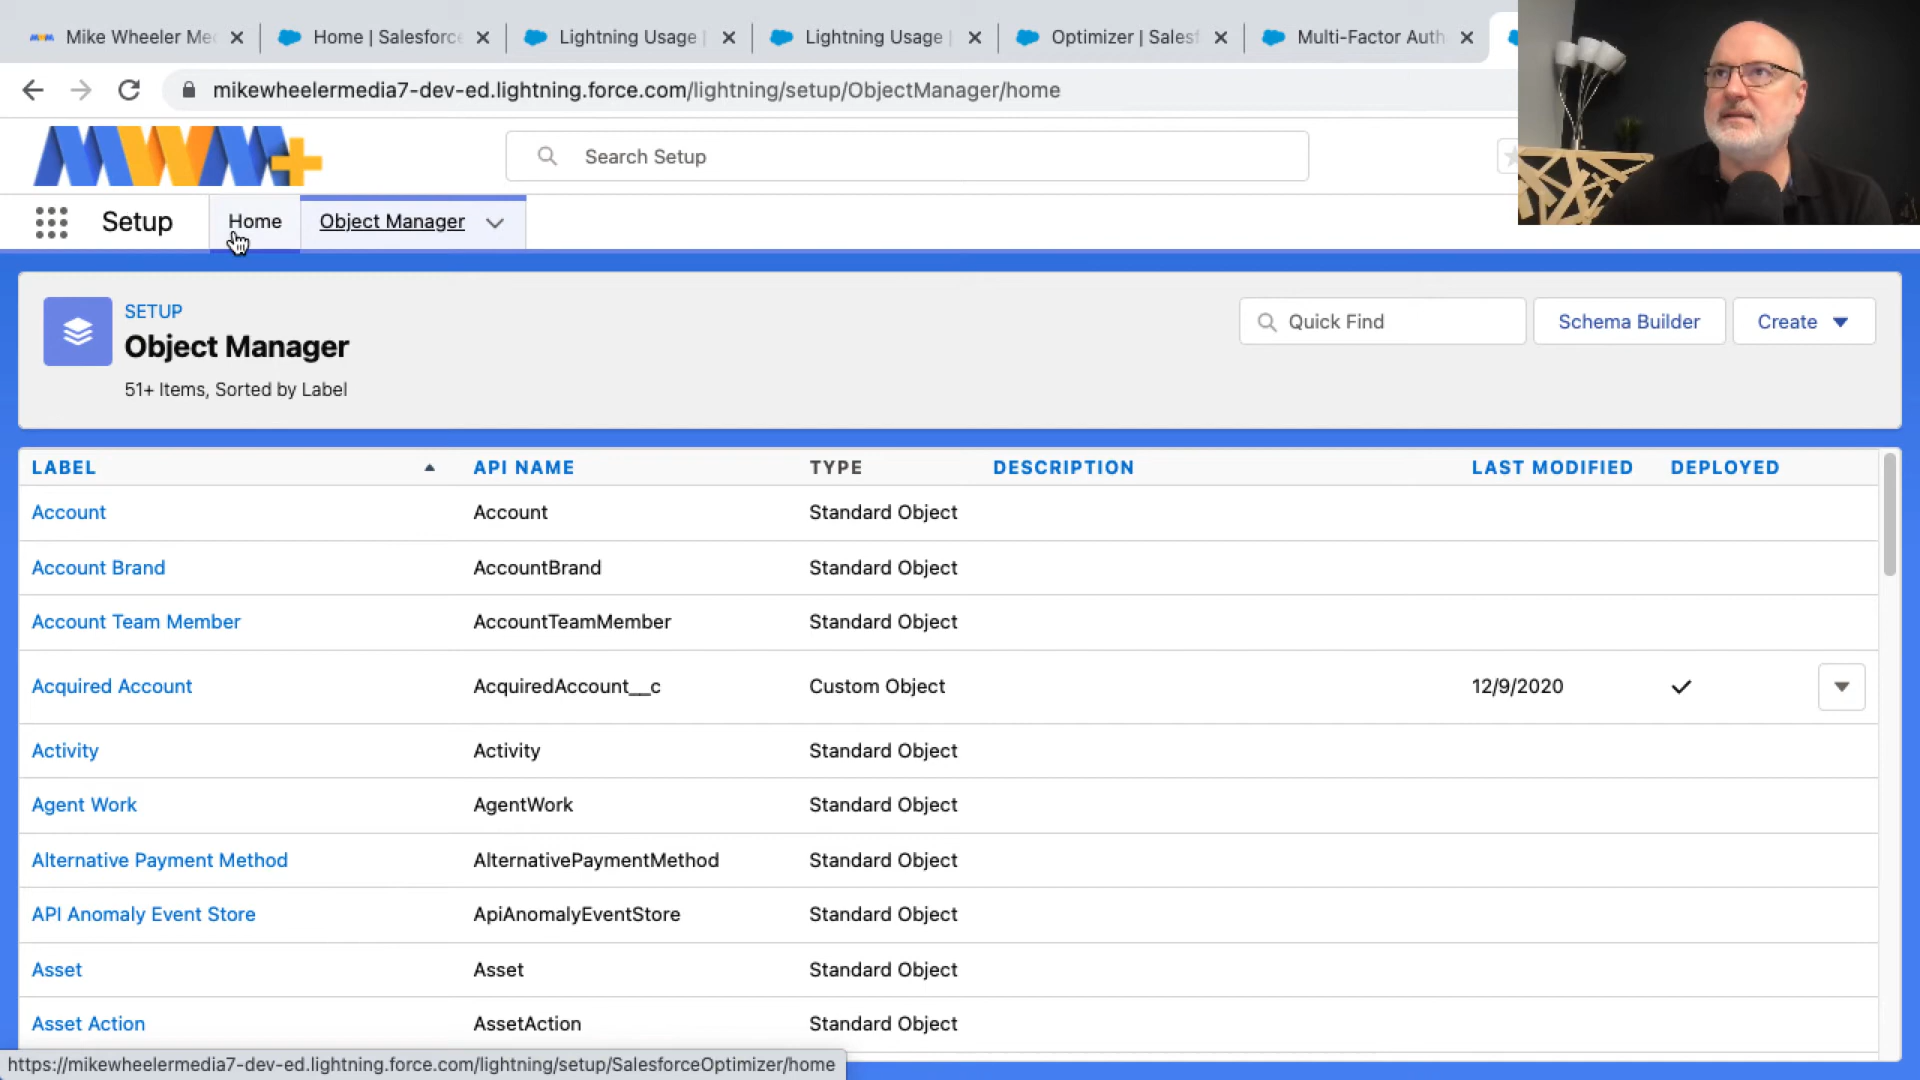 Mike Wheeler Me
Home | Salesforce
Lightning Usage |
Lightning Usage |
Optimizer | Salesf
Multi-Factor Auth
mikewheelermedia7-dev-ed.lightning.force.com/lightning/setup/ObjectManager/home
MWM+
Search Setup
Setup
Home
Object Manager
SETUP
Object Manager
51+ Items, Sorted by Label
Quick Find
Schema Builder
Create
LABEL API NAME TYPE DESCRIPTION LAST MODIFIED DEPLOYED
Account Account Standard Object
Account Brand AccountBrand Standard Object
Account Team Member AccountTeamMember Standard Object
Acquired Account AcquiredAccount__c Custom Object 12/9/2020
Activity Activity Standard Object
Agent Work AgentWork Standard Object
Alternative Payment Method AlternativePaymentMethod Standard Object
API Anomaly Event Store ApiAnomalyEventStore Standard Object
Asset Asset Standard Object
Asset Action AssetAction Standard Object
https://mikewheelermedia7-dev-ed.lightning.force.com/lightning/setup/SalesforceOptimizer/home